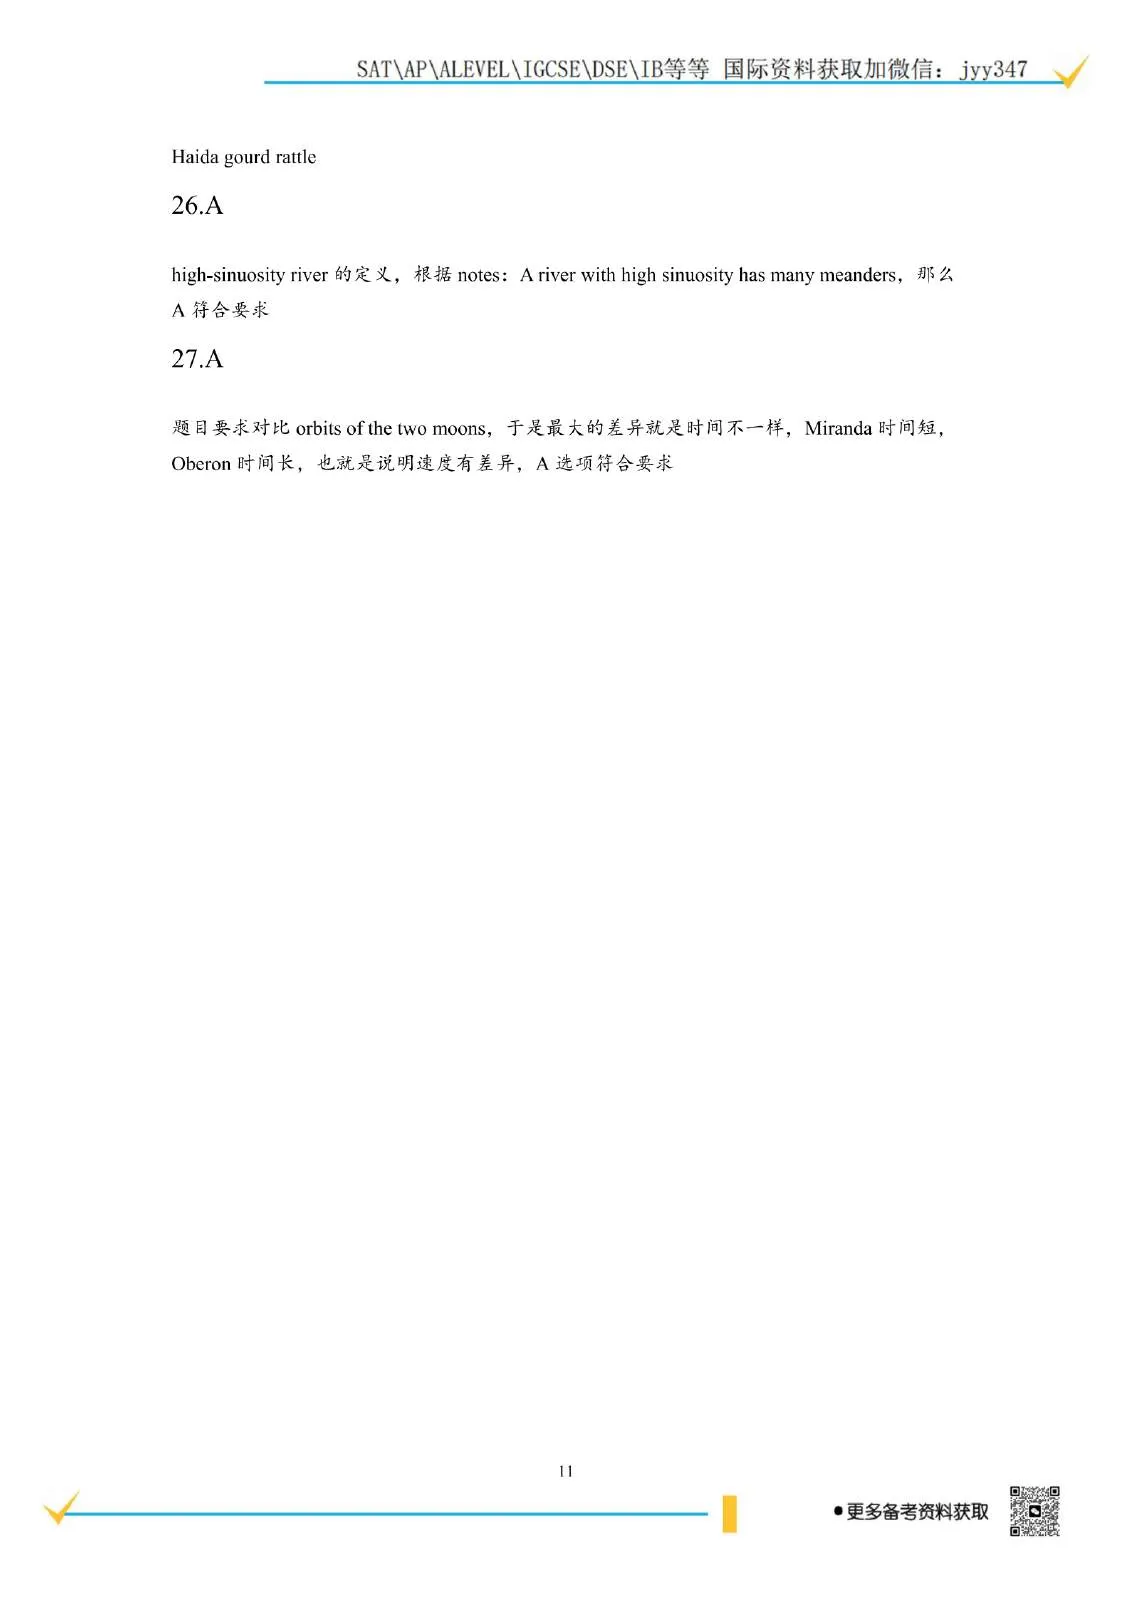 SAT\AP\ALEVEL\IGCSE\DSE\IB等等 国际资料获取加微信：jyy347
Haida gourd rattle
26.A
high-sinuosity river 的定义，根据 notes：A river with high sinuosity has many meanders，那么
A 符合要求
27.A
题目要求对比 orbits of the two moons，于是最大的差异就是时间不一样，Miranda 时间短，
Oberon 时间长，也就是说明速度有差异，A 选项符合要求
11
•更多备考资料获取